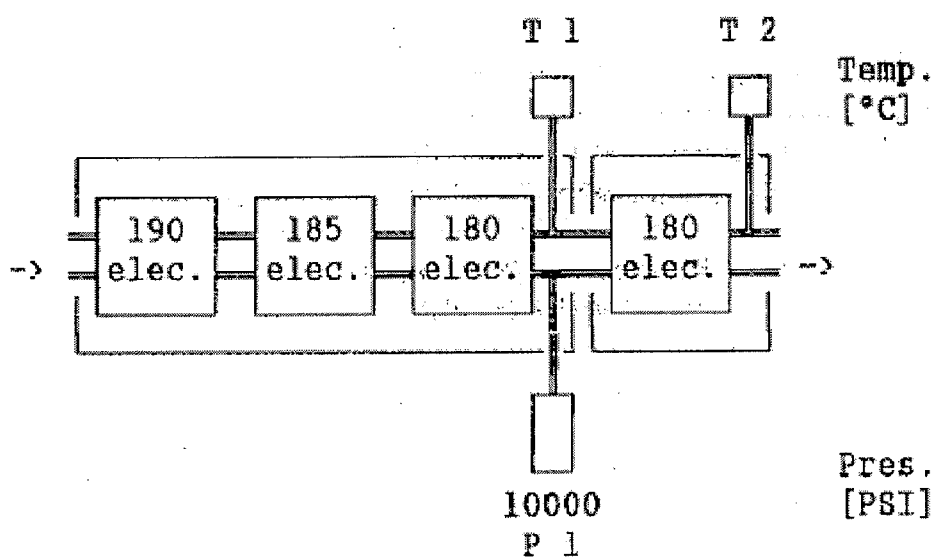 T 1 T 2
Temp.
[°C]
190 185 180 180
-> elec. elec. elec. elec. ->
Pres.
10000 [PSI]
P 1